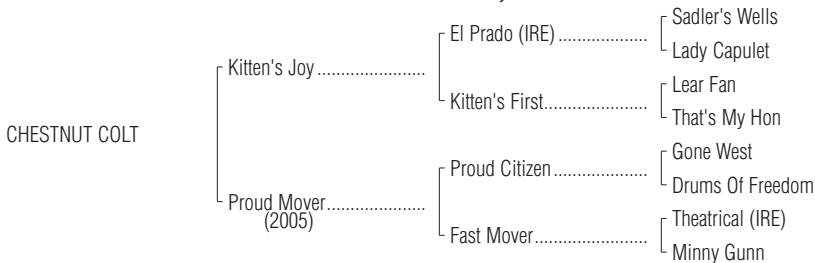 Sadler's Wells
El Prado (IRE) ....................
Lady Capulet
Kitten's Joy ........................
Lear Fan
Kitten's First.......................
That's My Hon
CHESTNUT COLT
Gone West
Proud Citizen .....................
Drums Of Freedom
Proud Mover......................
(2005)
Theatrical (IRE)
Fast Mover.........................
Minny Gunn